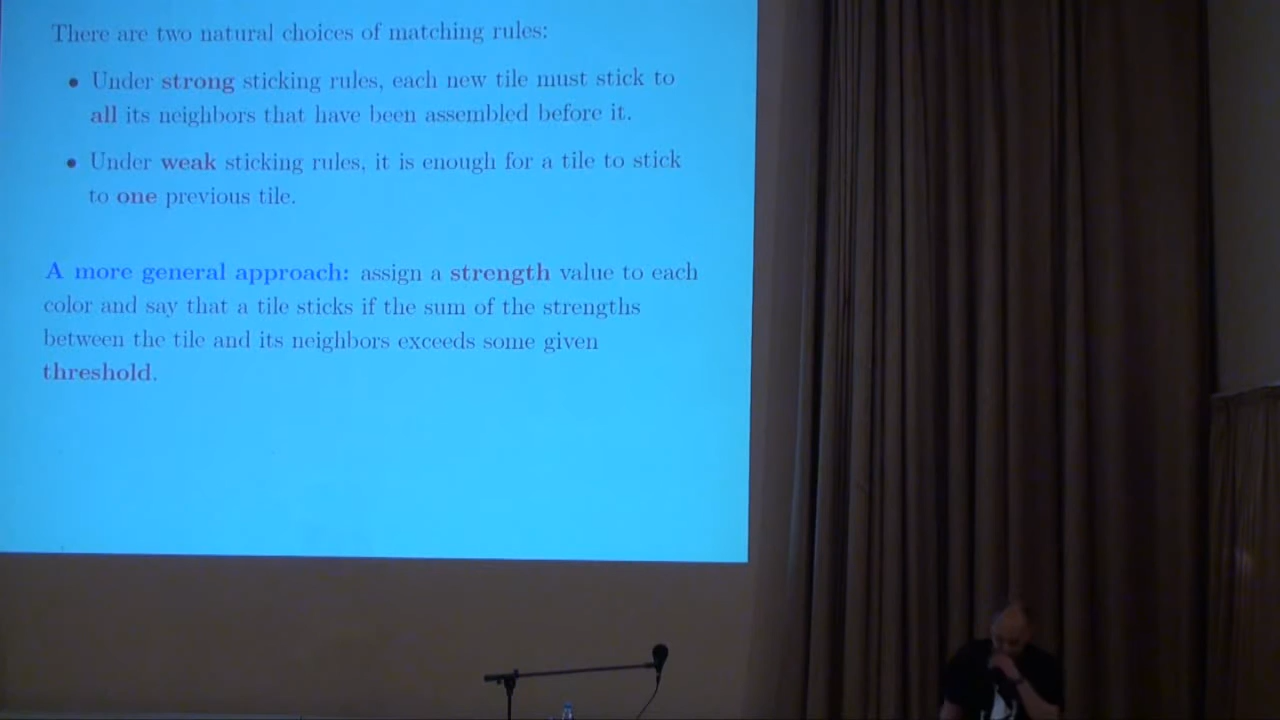 There are two natural choices of matching rules:
• Under strong sticking rules, each new tile must stick to
all its neighbors that have been assembled before it.
• Under weak sticking rules, it is enough for a tile to stick
to one previous tile.
A more general approach: assign a strength value to each
color and say that a tile sticks if the sum of the strengths
between the tile and its neighbors exceeds some given
threshold.